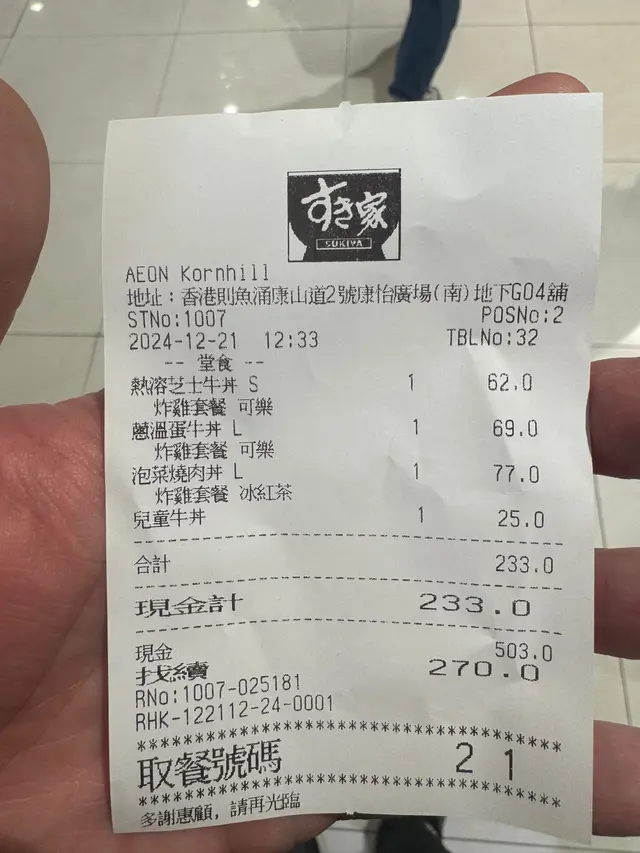 すき家
SUKIYA
AEON Kornhill
地址：香港則魚涌康山道2號康怡廣場(南)地下G04舖
STNo:1007 POSNo:2
2024-12-21 12:33 TBLNo:32
-- 堂食 --
熱溶芝士牛丼 S 1 62.0
炸雞套餐 可樂
蔥溫蛋牛丼 L 1 69.0
炸雞套餐 可樂
泡菜燒肉丼 L 1 77.0
炸雞套餐 冰紅茶
兒童牛丼 1 25.0
合計 233.0
現金計 233.0
現金 503.0
找續 270.0
RNo:1007-025181
RHK-122112-24-0001
****************************************
取餐號碼 21
****************************************
多謝惠顧，請再光臨